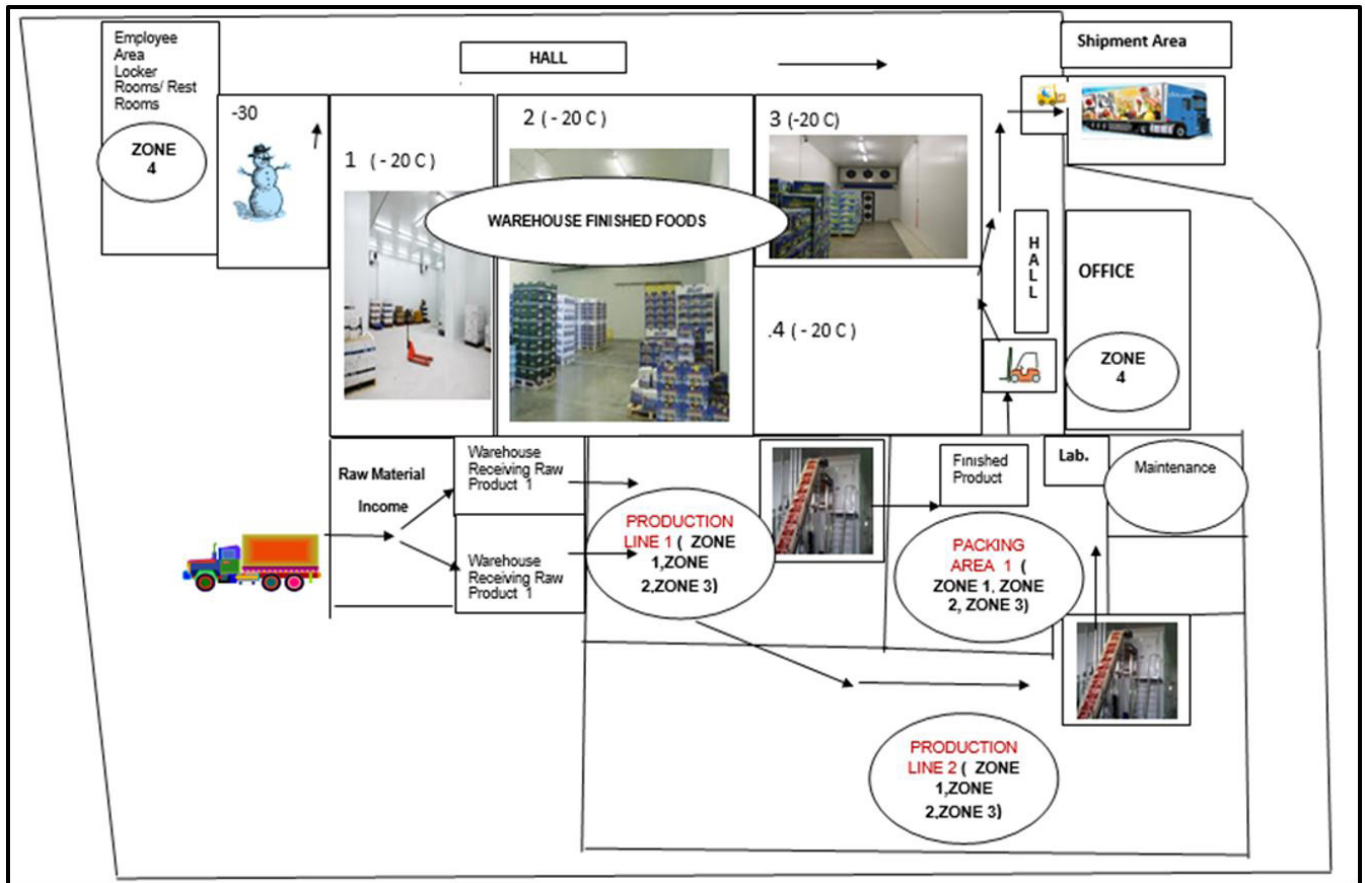 Employee
Area
Locker
Rooms/ Rest
Rooms
ZONE
4
-30
HALL
Shipment Area
1 ( - 20 C )
2 ( - 20 C )
3 (-20 C)
WAREHOUSE FINISHED FOODS
.4 ( - 20 C )
H
A
L
L
OFFICE
ZONE
4
Raw Material
Income
Warehouse
Receiving Raw
Product 1
Warehouse
Receiving Raw
Product 1
PRODUCTION
LINE 1 ( ZONE
1,ZONE
2,ZONE 3)
Finished
Product
PACKING
AREA 1 (
ZONE 1, ZONE
2, ZONE 3)
Lab.
Maintenance
PRODUCTION
LINE 2 ( ZONE
1,ZONE
2,ZONE 3)